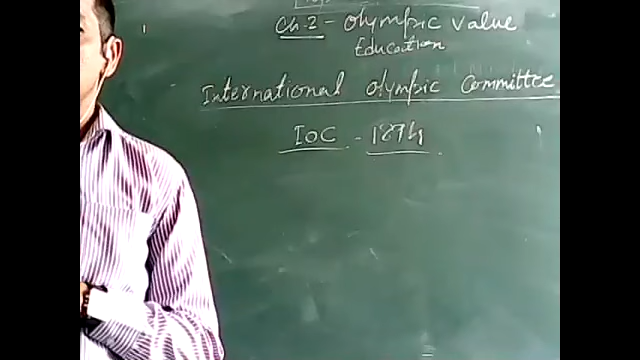 Ch-2 - Olympic value
Education
International Olympic Committee
IOC - 1894